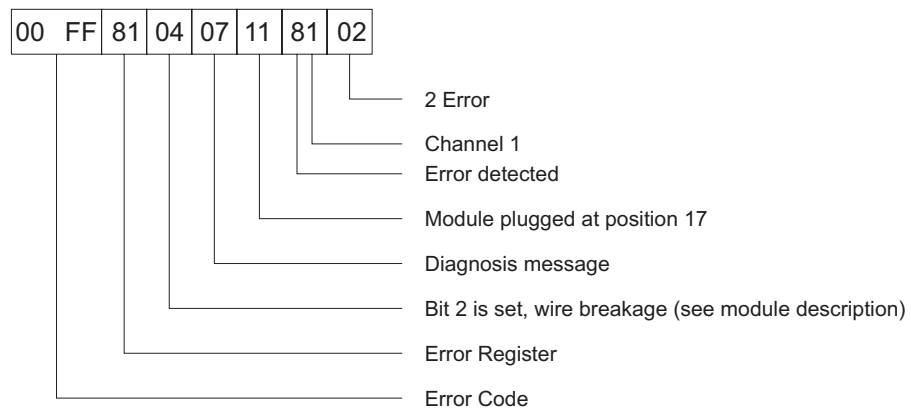 00 FF 81 04 07 11 81 02
2 Error
Channel 1
Error detected
Module plugged at position 17
Diagnosis message
Bit 2 is set, wire breakage (see module description)
Error Register
Error Code